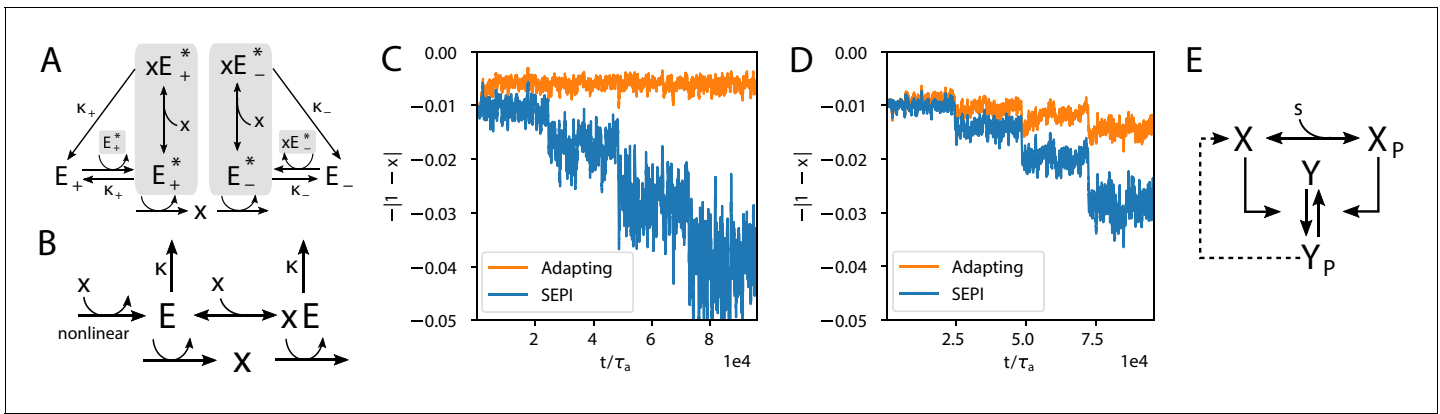 A
xE*+
xE*−
κ+
κ−
x
x
E*+
xE*−
E+
κ+
E*+
E*−
κ−
E−
x
B
κ
κ
x
x
nonlinear
E
xE
x
C
0.00
−0.01
−0.02
−0.03
−0.04
−0.05
−|1 − x|
Adapting
SEPI
2
4
6
8
t/τa
1e4
D
0.00
−0.01
−0.02
−0.03
−0.04
−0.05
−|1 − x|
Adapting
SEPI
2.5
5.0
7.5
t/τa
1e4
E
s
X
XP
Y
YP